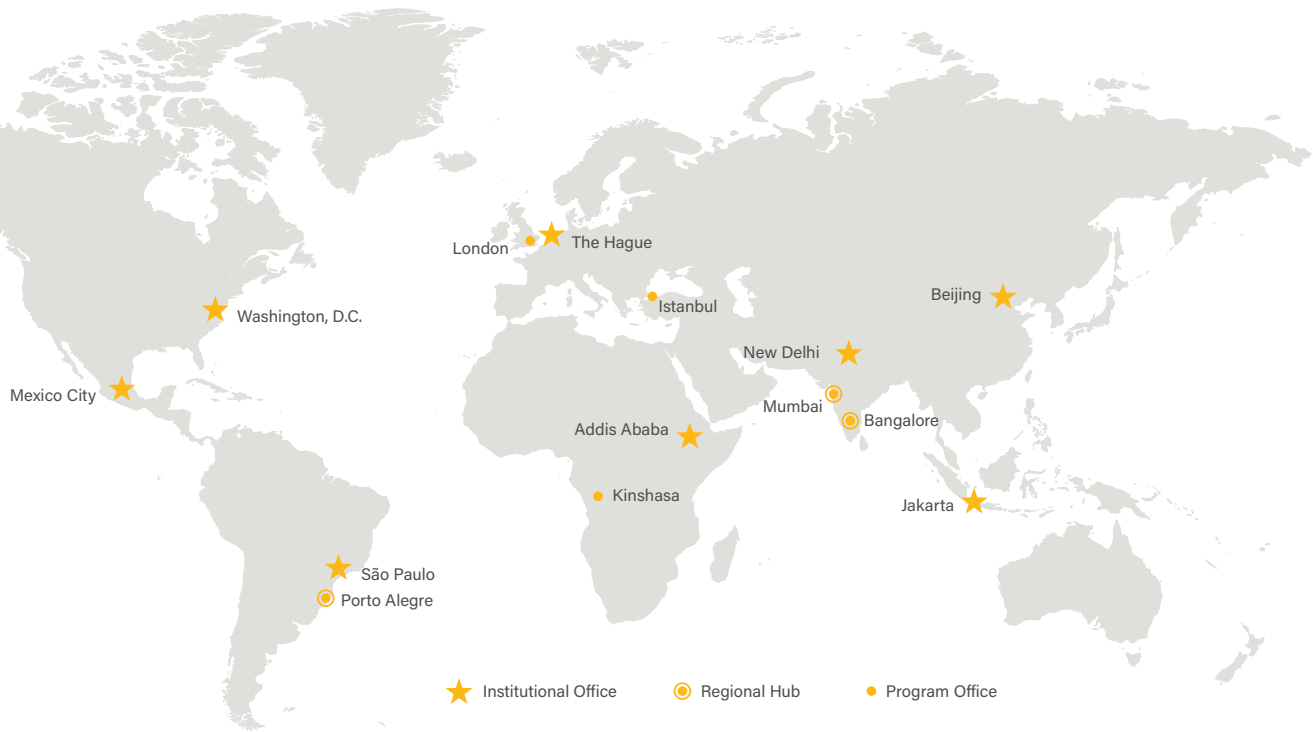 London
The Hague
Istanbul
Beijing
Washington, D.C.
New Delhi
Mexico City
Mumbai
Bangalore
Addis Ababa
Kinshasa
Jakarta
São Paulo
Porto Alegre
Institutional Office
Regional Hub
Program Office